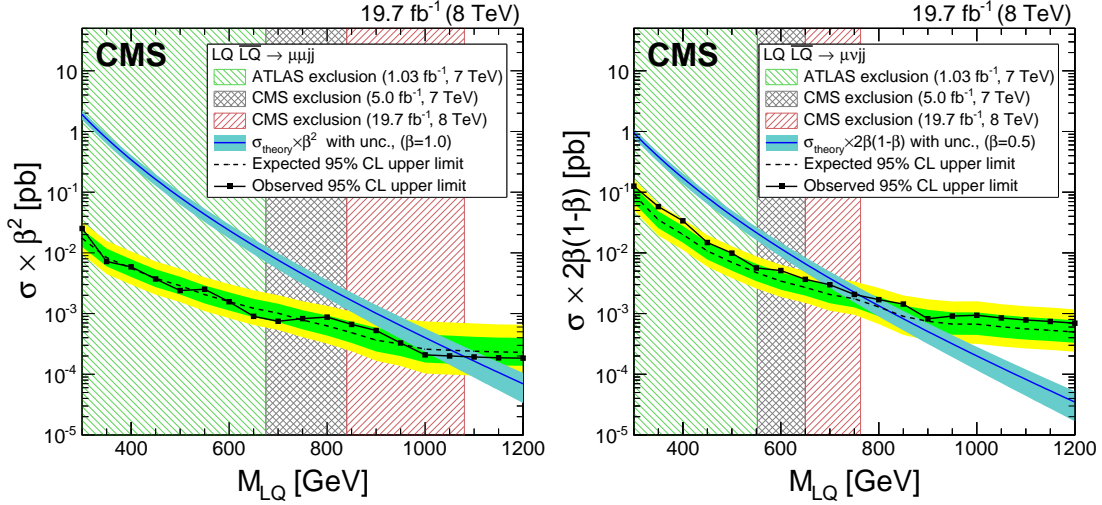 19.7 fb⁻¹ (8 TeV)
CMS
LQ L̅Q̅ → μμjj
ATLAS exclusion (1.03 fb⁻¹, 7 TeV)
CMS exclusion (5.0 fb⁻¹, 7 TeV)
CMS exclusion (19.7 fb⁻¹, 8 TeV)
σtheory×β² with unc., (β=1.0)
Expected 95% CL upper limit
Observed 95% CL upper limit
σ × β² [pb]
10
1
10⁻¹
10⁻²
10⁻³
10⁻⁴
10⁻⁵
400 600 800 1000 1200
M_LQ [GeV]
19.7 fb⁻¹ (8 TeV)
CMS
LQ L̅Q̅ → μνjj
ATLAS exclusion (1.03 fb⁻¹, 7 TeV)
CMS exclusion (5.0 fb⁻¹, 7 TeV)
CMS exclusion (19.7 fb⁻¹, 8 TeV)
σtheory×2β(1-β) with unc., (β=0.5)
Expected 95% CL upper limit
Observed 95% CL upper limit
σ × 2β(1-β) [pb]
10
1
10⁻¹
10⁻²
10⁻³
10⁻⁴
10⁻⁵
400 600 800 1000 1200
M_LQ [GeV]